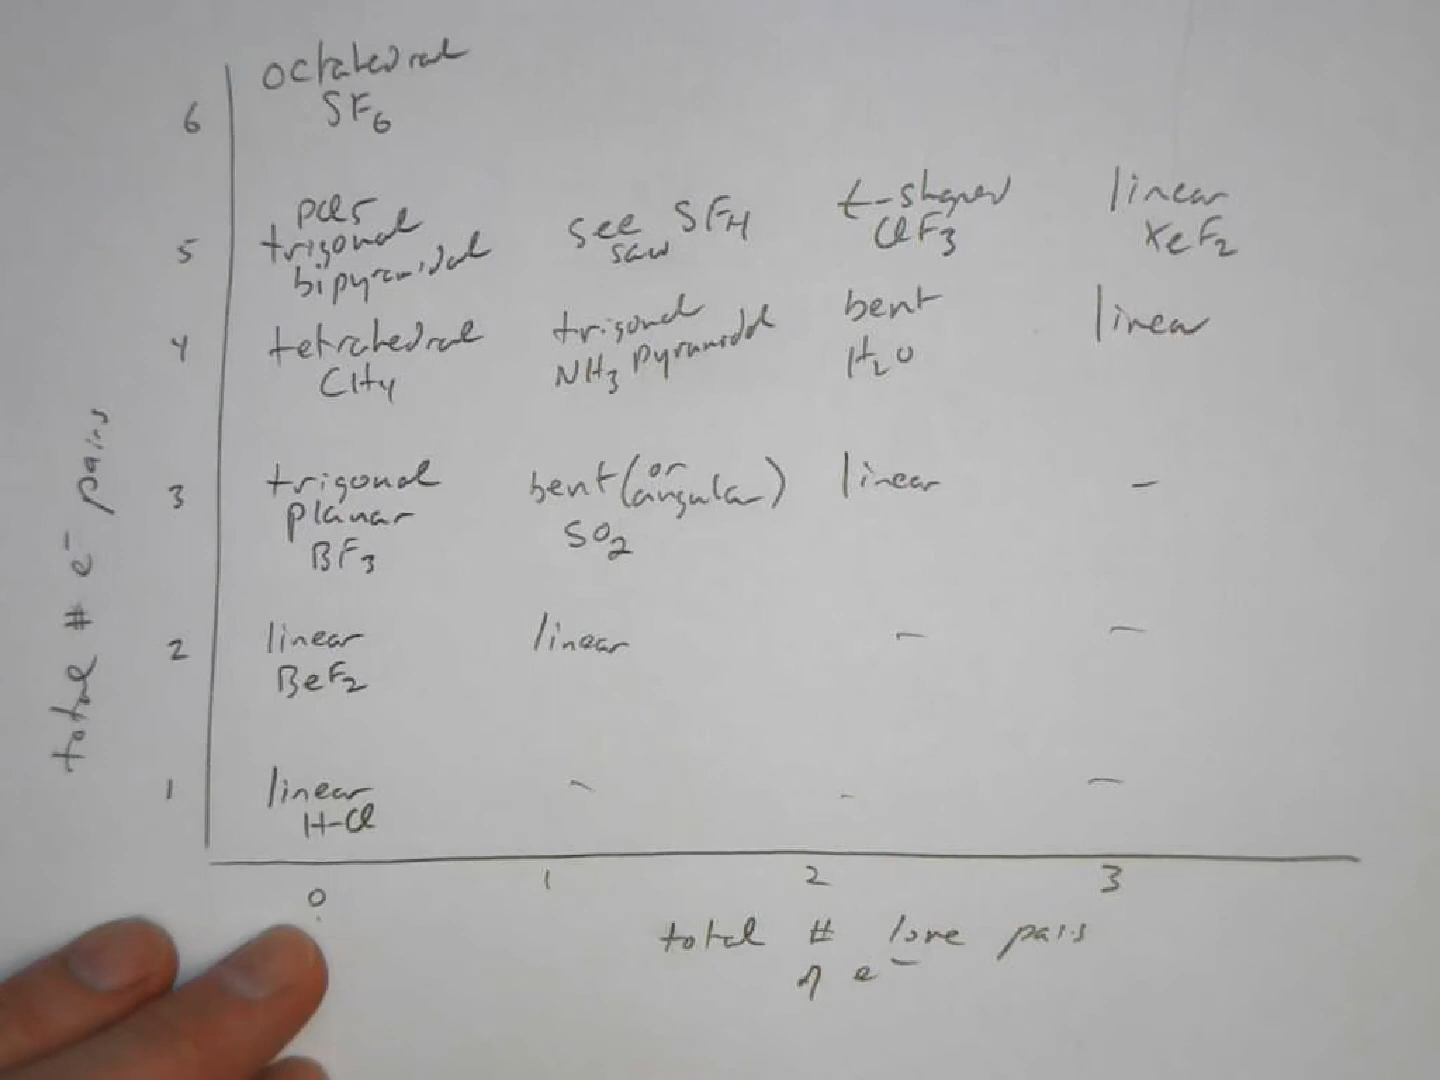 octahedral
6
SF6
PCl5
trigonal
bipyramidal
5
see SF4
saw
t-shaped
ClF3
linear
XeF2
4
tetrahedral
CH4
trigonal
NH3 pyramidal
bent
H2O
linear
3
trigonal
planar
BF3
bent (or angular)
SO2
linear
-
2
linear
BeF2
linear
-
-
1
linear
H-Cl
-
-
-
0
1
2
3
total # e- pairs
total # lone pairs
of e-